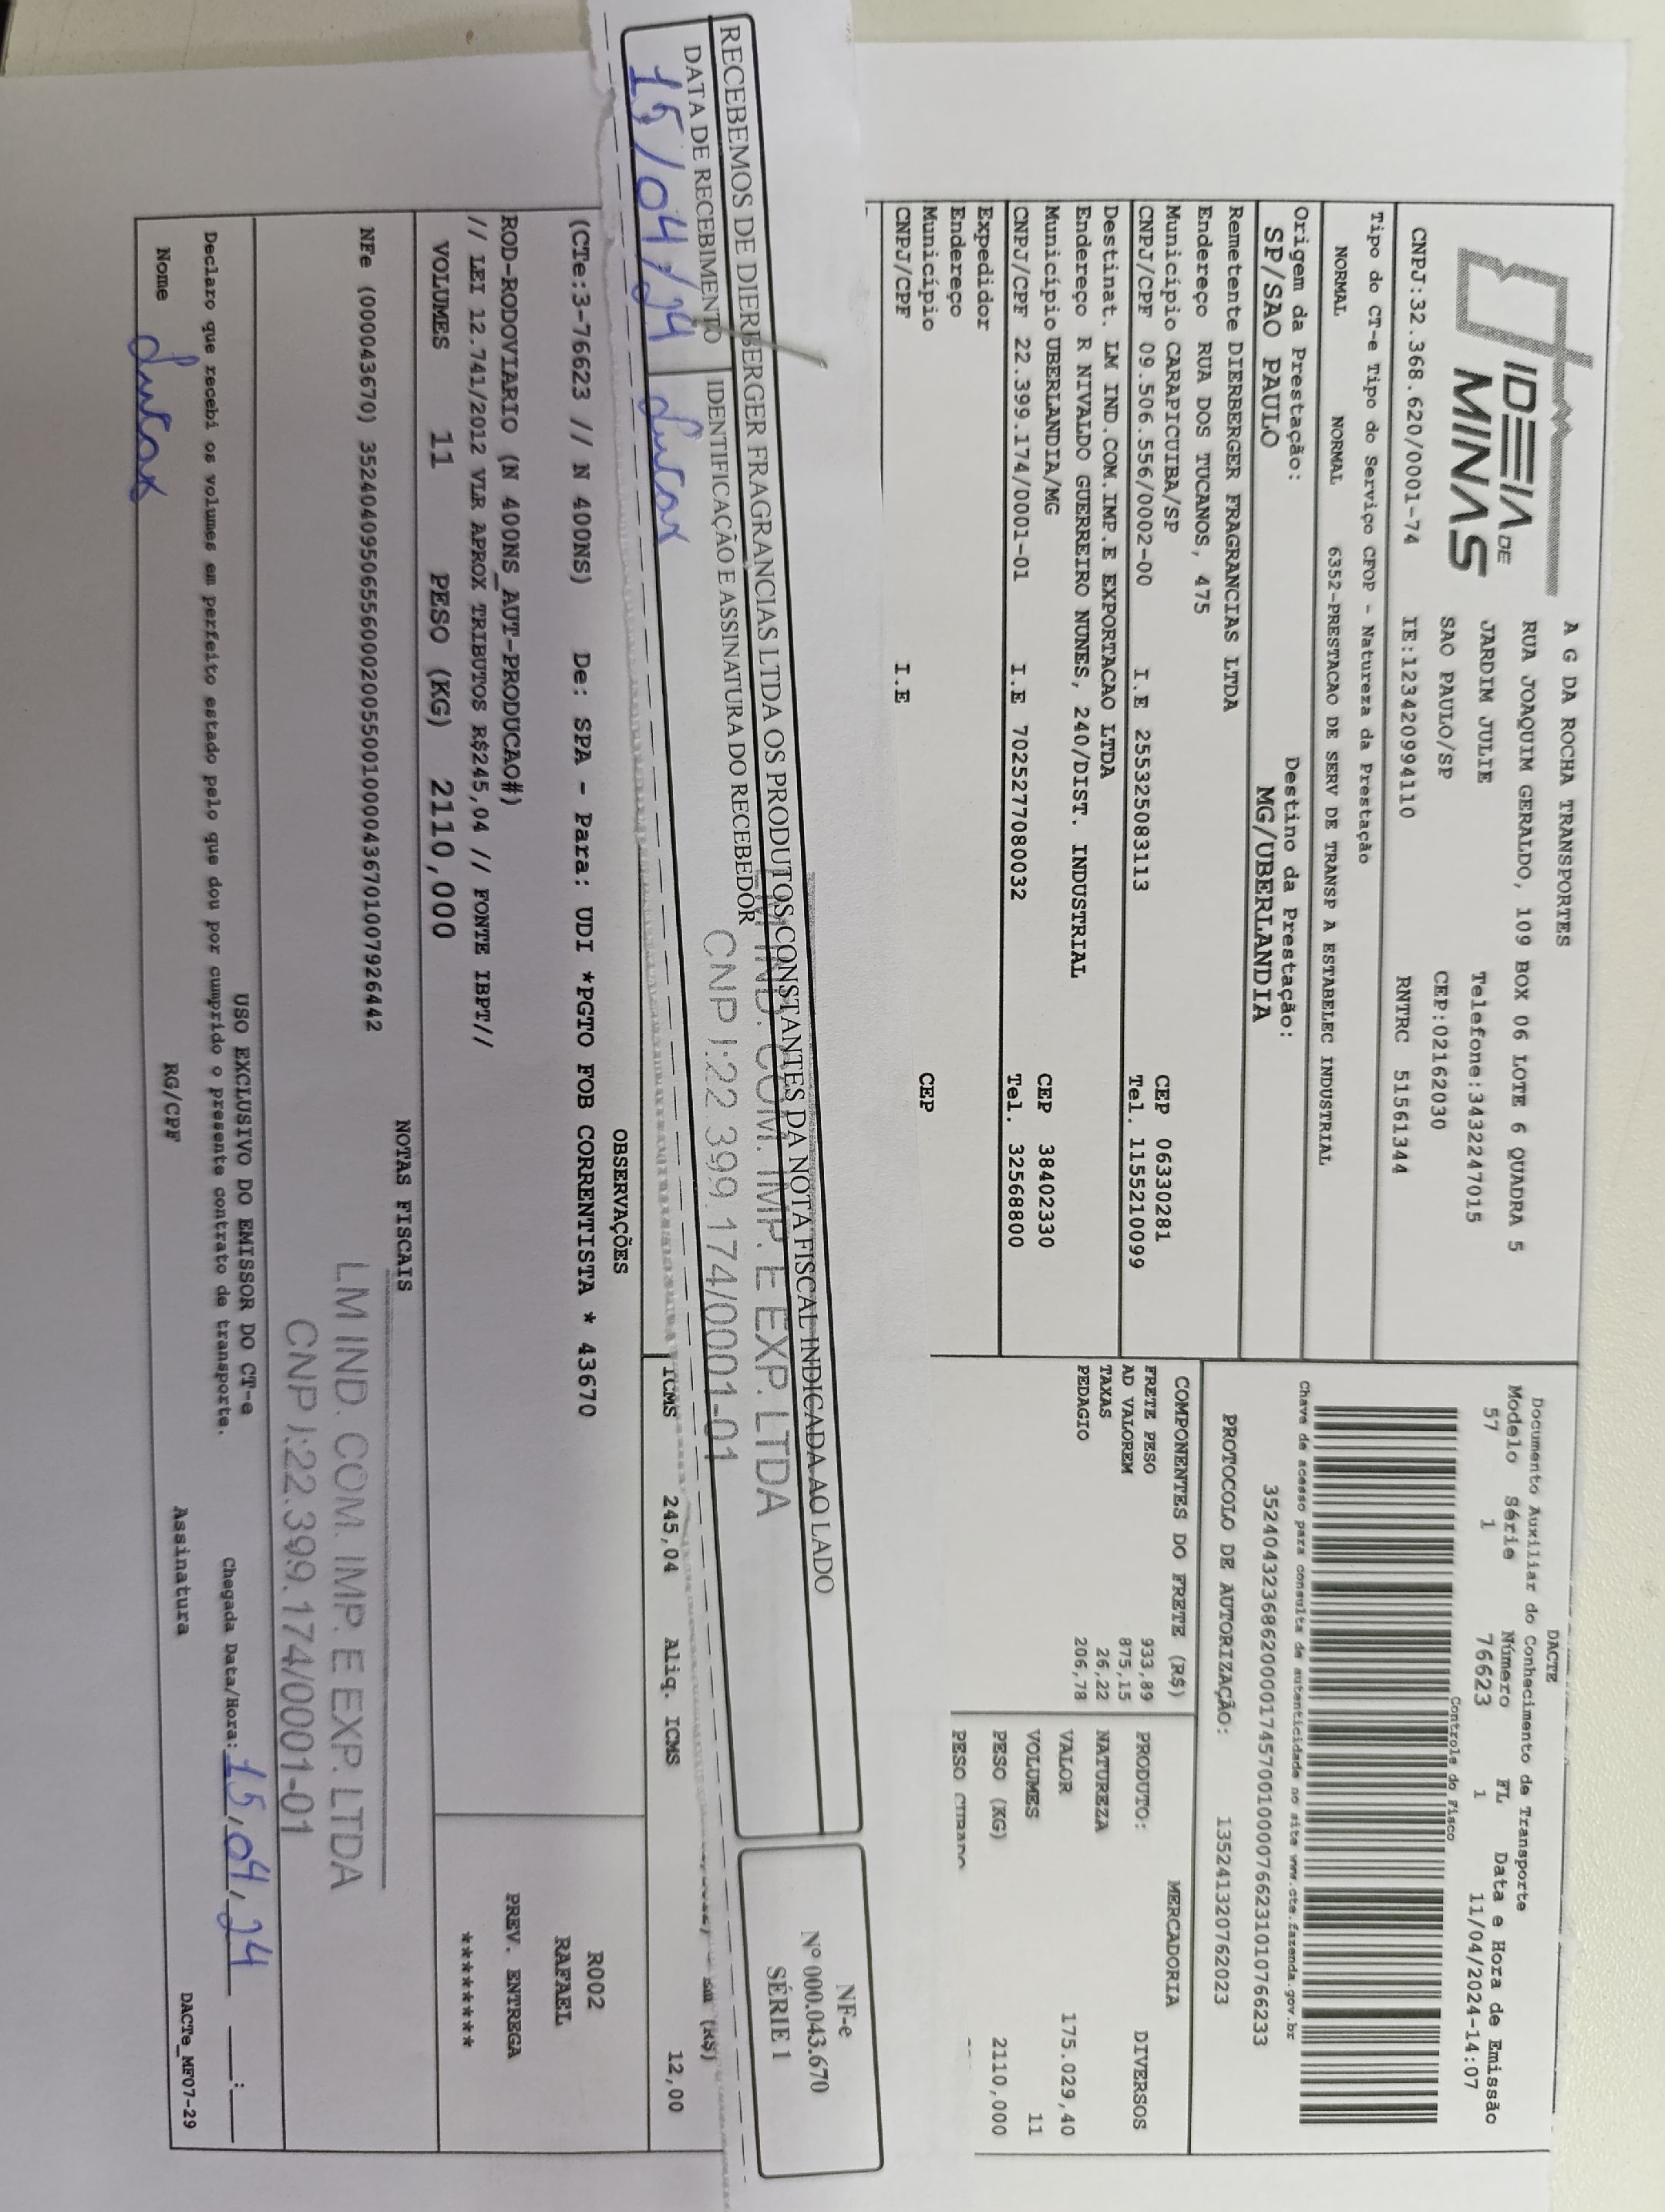 IDEIA DE
MINAS
A G DA ROCHA TRANSPORTES
RUA JOAQUIM GERALDO, 109 BOX 06 LOTE 6 QUADRA 5
JARDIM JULIE Telefone:3432247015
SAO PAULO/SP CEP:02162030
CNPJ:32.368.620/0001-74 IE:123420994110 RNTRC 51561344
Tipo do CT-e Tipo do Serviço CFOP - Natureza da Prestação
NORMAL NORMAL 6352-PRESTACAO DE SERV DE TRANSP A ESTABELEC INDUSTRIAL
Origem da Prestação: Destino da Prestação:
SP/SAO PAULO MG/UBERLANDIA
DACTE
Documento Auxiliar do Conhecimento de Transporte
Modelo Série Número FL Data e Hora de Emissão
57 1 76623 1 11/04/2024-14:07
Controle do Fisco
Chave de acesso para consulta de autenticidade no site www.cte.fazenda.gov.br
35240432368620000174570010000766231010766233
PROTOCOLO DE AUTORIZAÇÃO: 135241320762023
Remetente DIERBERGER FRAGRANCIAS LTDA
Endereço RUA DOS TUCANOS, 475
Município CARAPICUIBA/SP CEP 06330281
CNPJ/CPF 09.506.556/0002-00 I.E 255325083113 Tel. 1155210099
Destinat. LM IND.COM.IMP.E EXPORTACAO LTDA
Endereço R NIVALDO GUERREIRO NUNES, 240/DIST. INDUSTRIAL
Município UBERLANDIA/MG CEP 38402330
CNPJ/CPF 22.399.174/0001-01 I.E 7025277080032 Tel. 32568800
Expedidor
Endereço
Município CEP
CNPJ/CPF I.E
COMPONENTES DO FRETE (R$)
FRETE PESO 933,89
AD VALOREM 875,15
TAXAS 26,22
PEDAGIO 206,78
MERCADORIA
PRODUTO: DIVERSOS
NATUREZA
VALOR 175.029,40
VOLUMES 11
PESO (KG) 2110,000
PESO CUBADO
RECEBEMOS DE DIERBERGER FRAGRANCIAS LTDA OS PRODUTOS CONSTANTES DA NOTA FISCAL INDICADA AO LADO
DATA DE RECEBIMENTO IDENTIFICAÇÃO E ASSINATURA DO RECEBEDOR
15/04/24 Lucas
LM IND. COM. IMP. E EXP. LTDA
CNPJ:22.399.174/0001-01
NF-e
Nº 000.043.670
SÉRIE 1
(R$)
ICMS 245,04 Aliq. ICMS 12,00
OBSERVAÇÕES
(CTe:3-76623 // N 400NS) De: SPA - Para: UDI *PGTO FOB CORRENTISTA * 43670
R002
RAFAEL
ROD-RODOVIARIO (N 400NS_AUT-PRODUCAO#)
// LEI 12.741/2012 VLR APROX TRIBUTOS R$245,04 // FONTE IBPT//
PREV. ENTREGA
********
VOLUMES 11 PESO (KG) 2110,000
NOTAS FISCAIS
NFe (000043670) 35240409506556000200550010000436701007926442
LM IND. COM. IMP. E EXP. LTDA
CNPJ:22.399.174/0001-01
USO EXCLUSIVO DO EMISSOR DO CT-e
Declaro que recebi os volumes em perfeito estado pelo que dou por cumprido o presente contrato de transporte. Chegada Data/Hora: 15/04/24 __:__
Nome Lucas RG/CPF Assinatura
DACTe_MF07-29